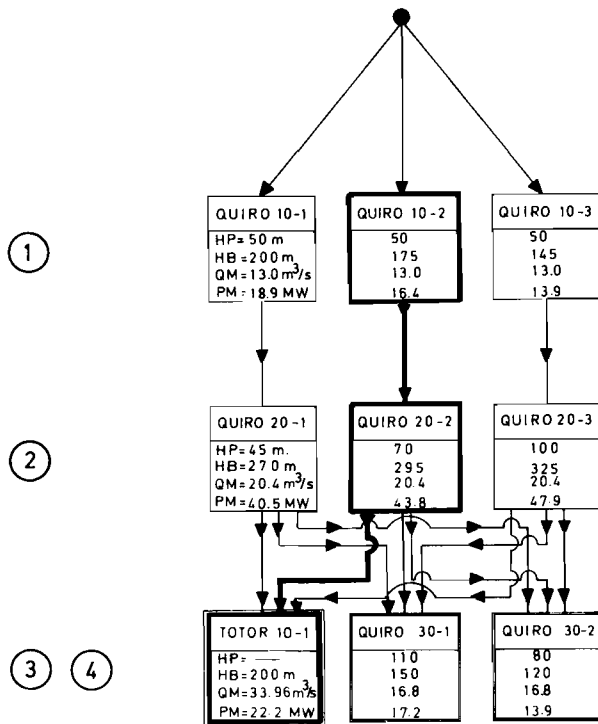 QUIRO 10-1
HP= 50 m
HB=200 m
QM=13.0 m³/s
PM=18.9 MW
QUIRO 10-2
50
175
13.0
16.4
QUIRO 10-3
50
145
13.0
13.9
1
QUIRO 20-1
HP=45 m.
HB=270 m
QM=20.4 m³/s
PM=40.5 MW
QUIRO 20-2
70
295
20.4
43.8
QUIRO 20-3
100
325
20.4
47.9
2
TOTOR 10-1
HP= —
HB=200 m
QM=33.96 m³/s
PM=22.2 MW
QUIRO 30-1
110
150
16.8
17.2
QUIRO 30-2
80
120
16.8
13.9
3 4